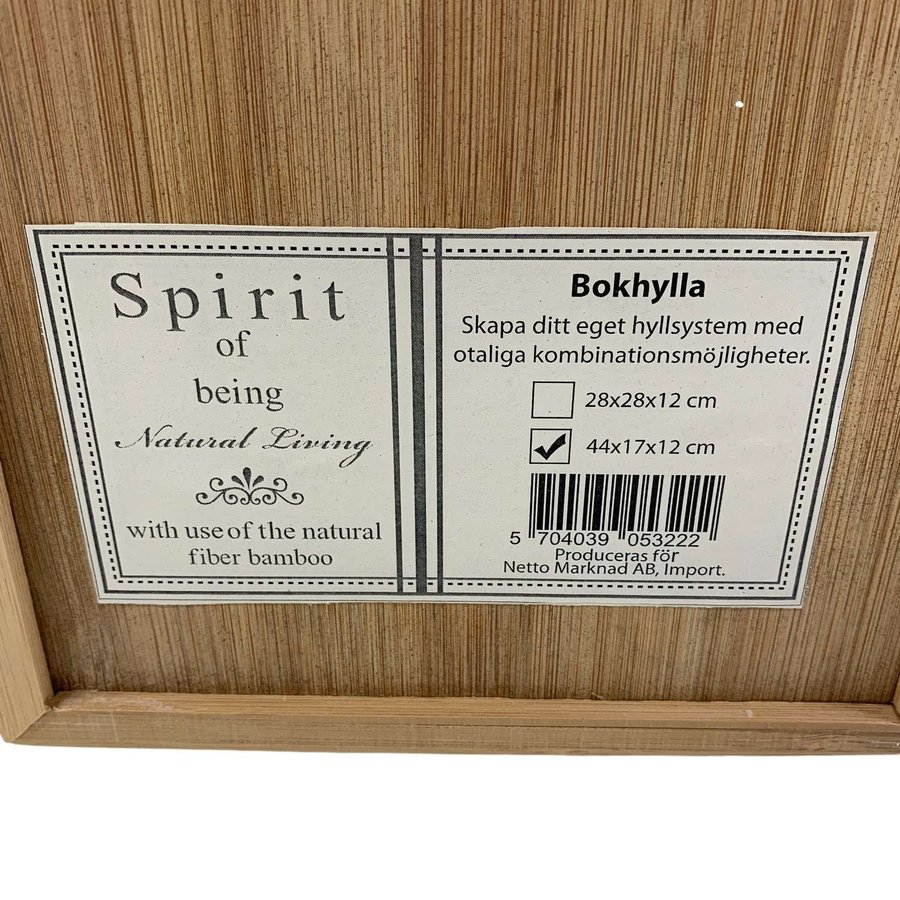 Spirit
of
being
Natural Living
with use of the natural
fiber bamboo
Bokhylla
Skapa ditt eget hyllsystem med
otaliga kombinationsmöjligheter.
28x28x12 cm
44x17x12 cm
5 704039 053222
Produceras för
Netto Marknad AB, Import.